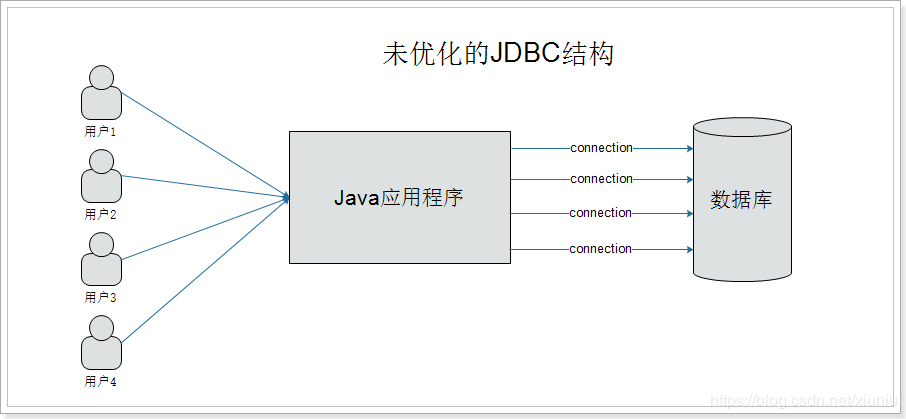 未优化的JDBC结构
用户1
用户2
用户3
用户4
Java应用程序
connection
connection
connection
connection
数据库
https://blog.csdn.net/xiuniu